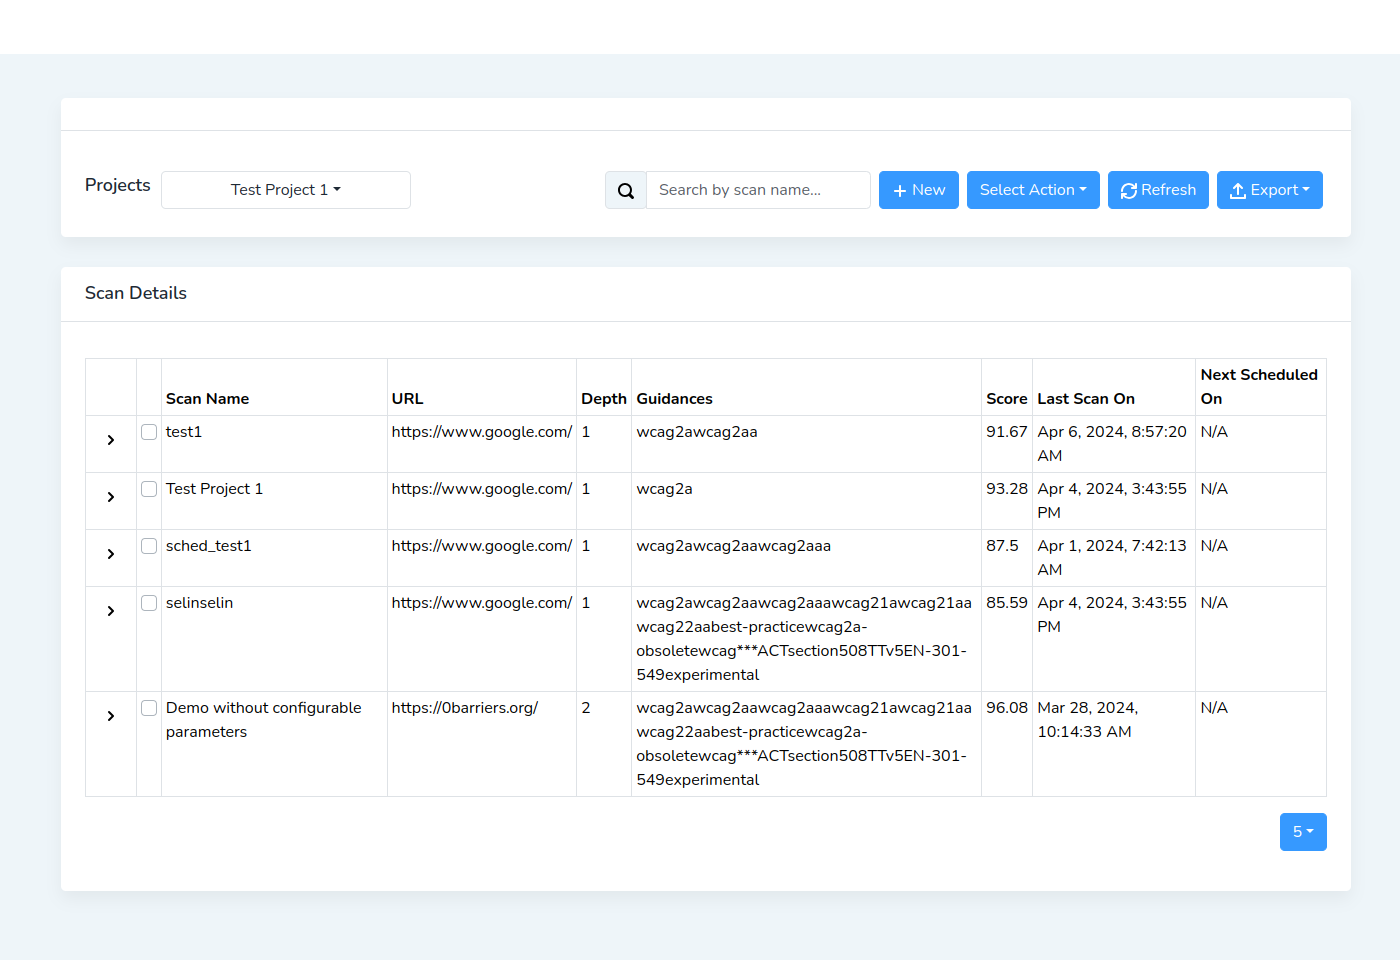 Projects
Test Project 1
Search by scan name...
New
Select Action
Refresh
Export
Scan Details
Scan Name
URL
Depth
Guidances
Score
Last Scan On
Next Scheduled
On
test1
https://www.google.com/
1
wcag2awcag2aa
91.67
Apr 6, 2024, 8:57:20
AM
N/A
Test Project 1
https://www.google.com/
1
wcag2a
93.28
Apr 4, 2024, 3:43:55
PM
N/A
sched_test1
https://www.google.com/
1
wcag2awcag2aawcag2aaa
87.5
Apr 1, 2024, 7:42:13
AM
N/A
selinselin
https://www.google.com/
1
wcag2awcag2aawcag2aaawcag21awcag21aa
wcag22aabest-practicewcag2a-
obsoletewcag***ACTsection508TTv5EN-301-
549experimental
85.59
Apr 4, 2024, 3:43:55
PM
N/A
Demo without configurable
parameters
https://0barriers.org/
2
wcag2awcag2aawcag2aaawcag21awcag21aa
wcag22aabest-practicewcag2a-
obsoletewcag***ACTsection508TTv5EN-301-
549experimental
96.08
Mar 28, 2024,
10:14:33 AM
N/A
5